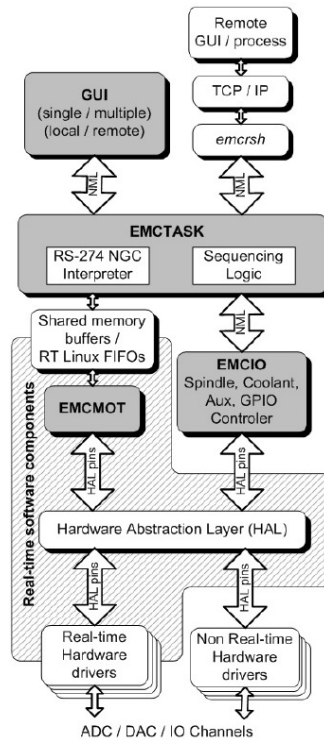 Remote
GUI / process
TCP / IP
emcrsh
GUI
(single / multiple)
(local / remote)
NML
NML
EMCTASK
RS-274 NGC
Interpreter
Sequencing
Logic
NML
Shared memory
buffers /
RT Linux FIFOs
EMCMOT
EMCIO
Spindle, Coolant,
Aux, GPIO
Controler
HAL pins
HAL pins
Real-time software components
Hardware Abstraction Layer (HAL)
HAL pins
HAL pins
Real-time
Hardware
drivers
Non Real-time
Hardware
drivers
ADC / DAC / IO Channels